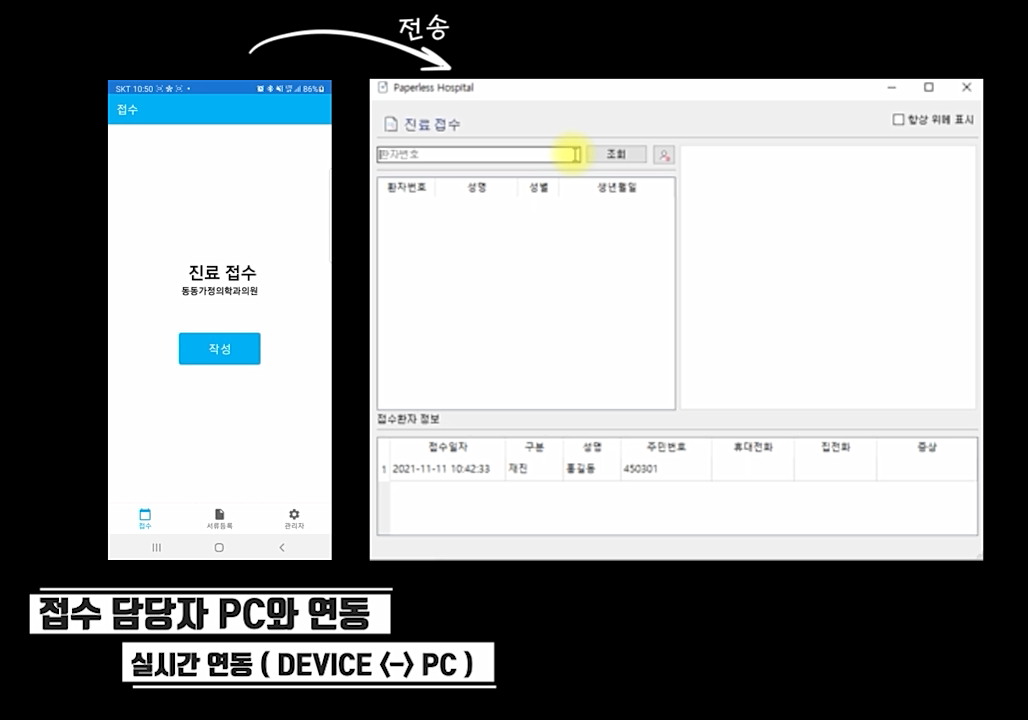 전송
SKT 10:50
86%
접수
진료 접수
동동가정의학과의원
작성
접수
서류등록
관리자
Paperless Hospital
진료 접수
항상 위에 표시
환자번호
조회
환자번호 성명 성별 생년월일
접수환자 정보
접수일자 구분 성명 주민번호 휴대전화 집전화 증상
1 2021-11-11 10:42:33 재진 홍길동 450301
접수 담당자 PC와 연동
실시간 연동 ( DEVICE <-> PC )